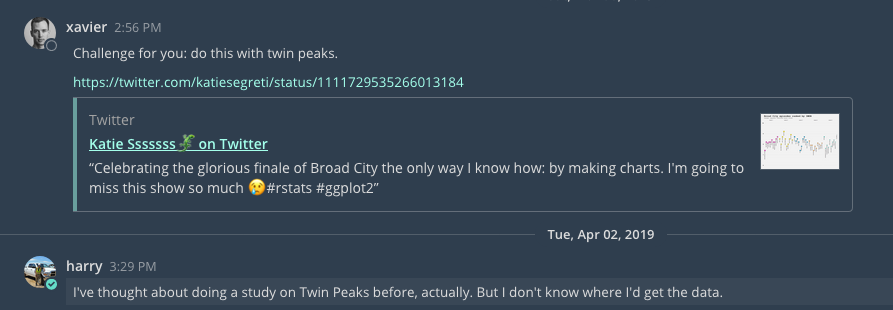 xavier 2:56 PM
Challenge for you: do this with twin peaks.
https://twitter.com/katiesegreti/status/1111729535266013184
Twitter
Katie Sssssss🦎 on Twitter
“Celebrating the glorious finale of Broad City the only way I know how: by making charts. I'm going to
miss this show so much 😢#rstats #ggplot2”
Tue, Apr 02, 2019
harry 3:29 PM
I've thought about doing a study on Twin Peaks before, actually. But I don't know where I'd get the data.